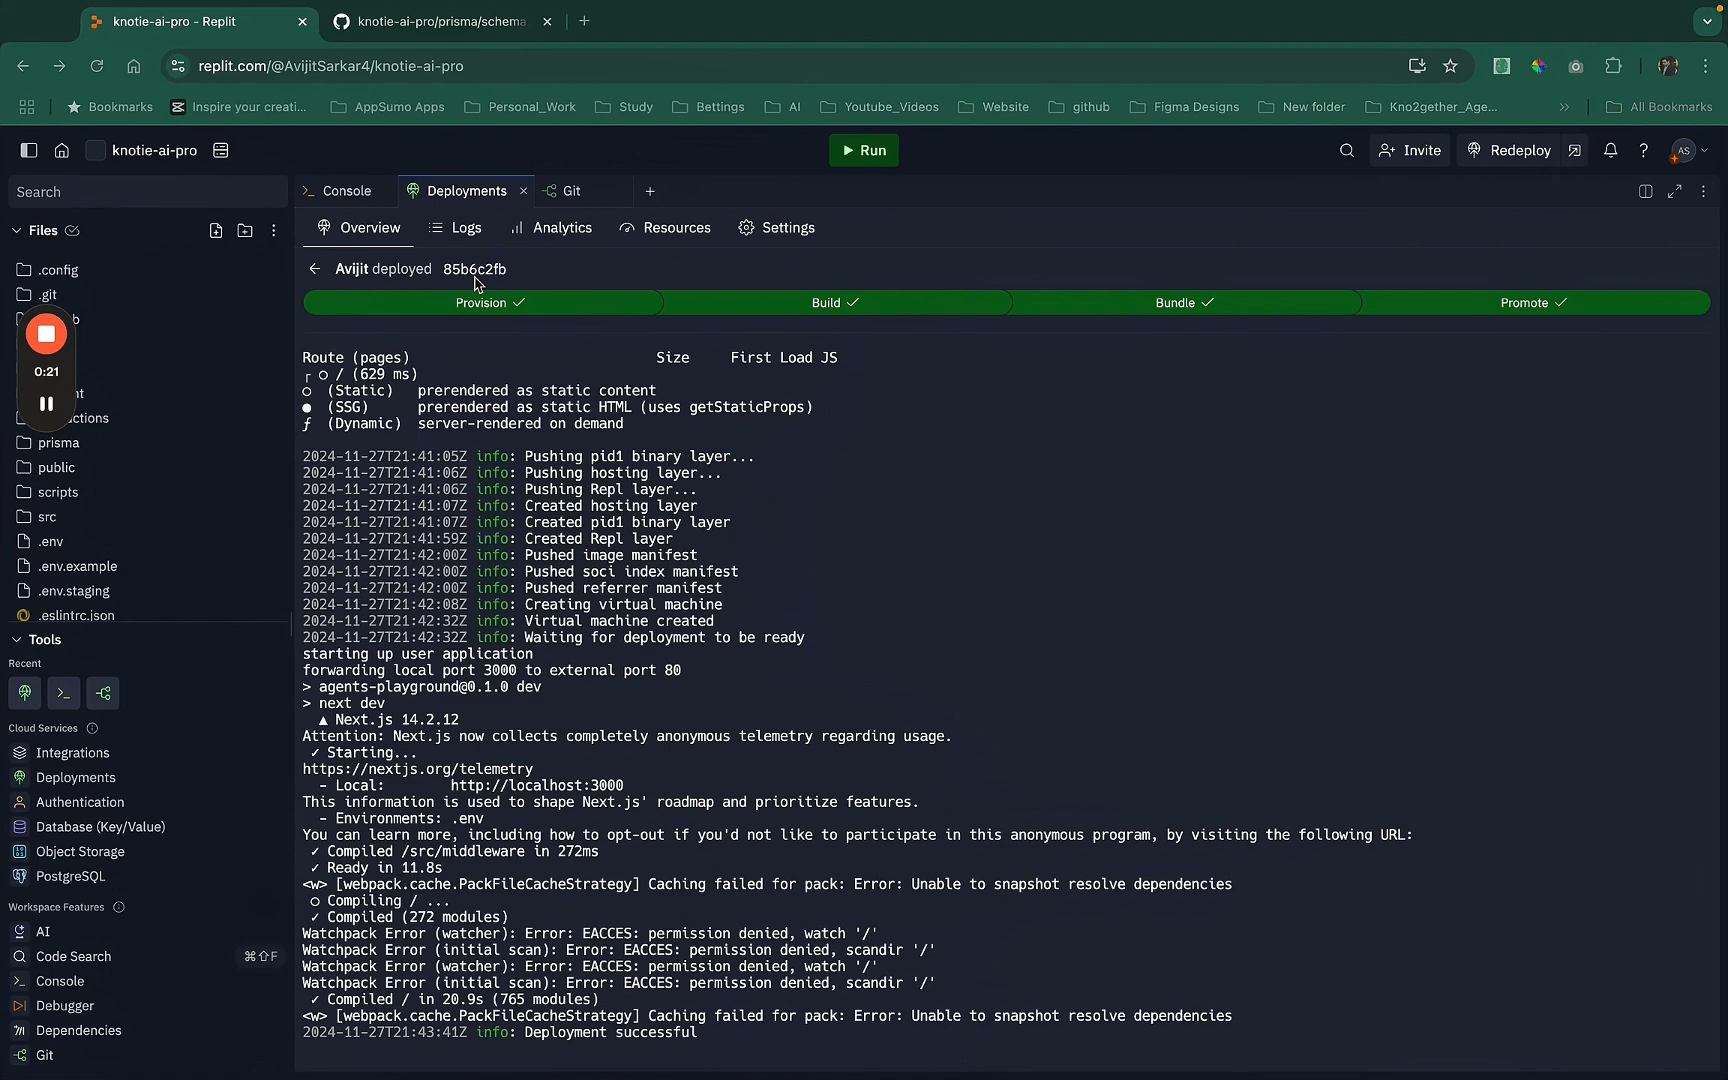 knotie-ai-pro - Replit
knotie-ai-pro/prisma/schema
replit.com/@AvijitSarkar4/knotie-ai-pro
Bookmarks
Inspire your creati...
AppSumo Apps
Personal_Work
Study
Bettings
AI
Youtube_Videos
Website
github
Figma Designs
New folder
Kno2gether_Age...
All Bookmarks
knotie-ai-pro
Run
Invite
Redeploy
AS
Search
Console
Deployments
Git
Files
Overview
Logs
Analytics
Resources
Settings
Avijit deployed 85b6c2fb
Provision
Build
Bundle
Promote
.config
.git
b
0:21
nt
ctions
prisma
public
scripts
src
.env
.env.example
.env.staging
.eslintrc.json
Tools
Recent
Cloud Services
Integrations
Deployments
Authentication
Database (Key/Value)
Object Storage
PostgreSQL
Workspace Features
AI
Code Search ⌘⇧F
Console
Debugger
Dependencies
Git
Route (pages) Size First Load JS
┌ ○ / (629 ms)
○ (Static) prerendered as static content
● (SSG) prerendered as static HTML (uses getStaticProps)
ƒ (Dynamic) server-rendered on demand
2024-11-27T21:41:05Z info: Pushing pid1 binary layer...
2024-11-27T21:41:06Z info: Pushing hosting layer...
2024-11-27T21:41:06Z info: Pushing Repl layer...
2024-11-27T21:41:07Z info: Created hosting layer
2024-11-27T21:41:07Z info: Created pid1 binary layer
2024-11-27T21:41:59Z info: Created Repl layer
2024-11-27T21:42:00Z info: Pushed image manifest
2024-11-27T21:42:00Z info: Pushed soci index manifest
2024-11-27T21:42:00Z info: Pushed referrer manifest
2024-11-27T21:42:08Z info: Creating virtual machine
2024-11-27T21:42:32Z info: Virtual machine created
2024-11-27T21:42:32Z info: Waiting for deployment to be ready
starting up user application
forwarding local port 3000 to external port 80
> agents-playground@0.1.0 dev
> next dev
▲ Next.js 14.2.12
Attention: Next.js now collects completely anonymous telemetry regarding usage.
✓ Starting...
https://nextjs.org/telemetry
- Local: http://localhost:3000
This information is used to shape Next.js' roadmap and prioritize features.
- Environments: .env
You can learn more, including how to opt-out if you'd not like to participate in this anonymous program, by visiting the following URL:
✓ Compiled /src/middleware in 272ms
✓ Ready in 11.8s
<w> [webpack.cache.PackFileCacheStrategy] Caching failed for pack: Error: Unable to snapshot resolve dependencies
○ Compiling / ...
✓ Compiled (272 modules)
Watchpack Error (watcher): Error: EACCES: permission denied, watch '/'
Watchpack Error (initial scan): Error: EACCES: permission denied, scandir '/'
Watchpack Error (watcher): Error: EACCES: permission denied, watch '/'
Watchpack Error (initial scan): Error: EACCES: permission denied, scandir '/'
✓ Compiled / in 20.9s (765 modules)
<w> [webpack.cache.PackFileCacheStrategy] Caching failed for pack: Error: Unable to snapshot resolve dependencies
2024-11-27T21:43:41Z info: Deployment successful